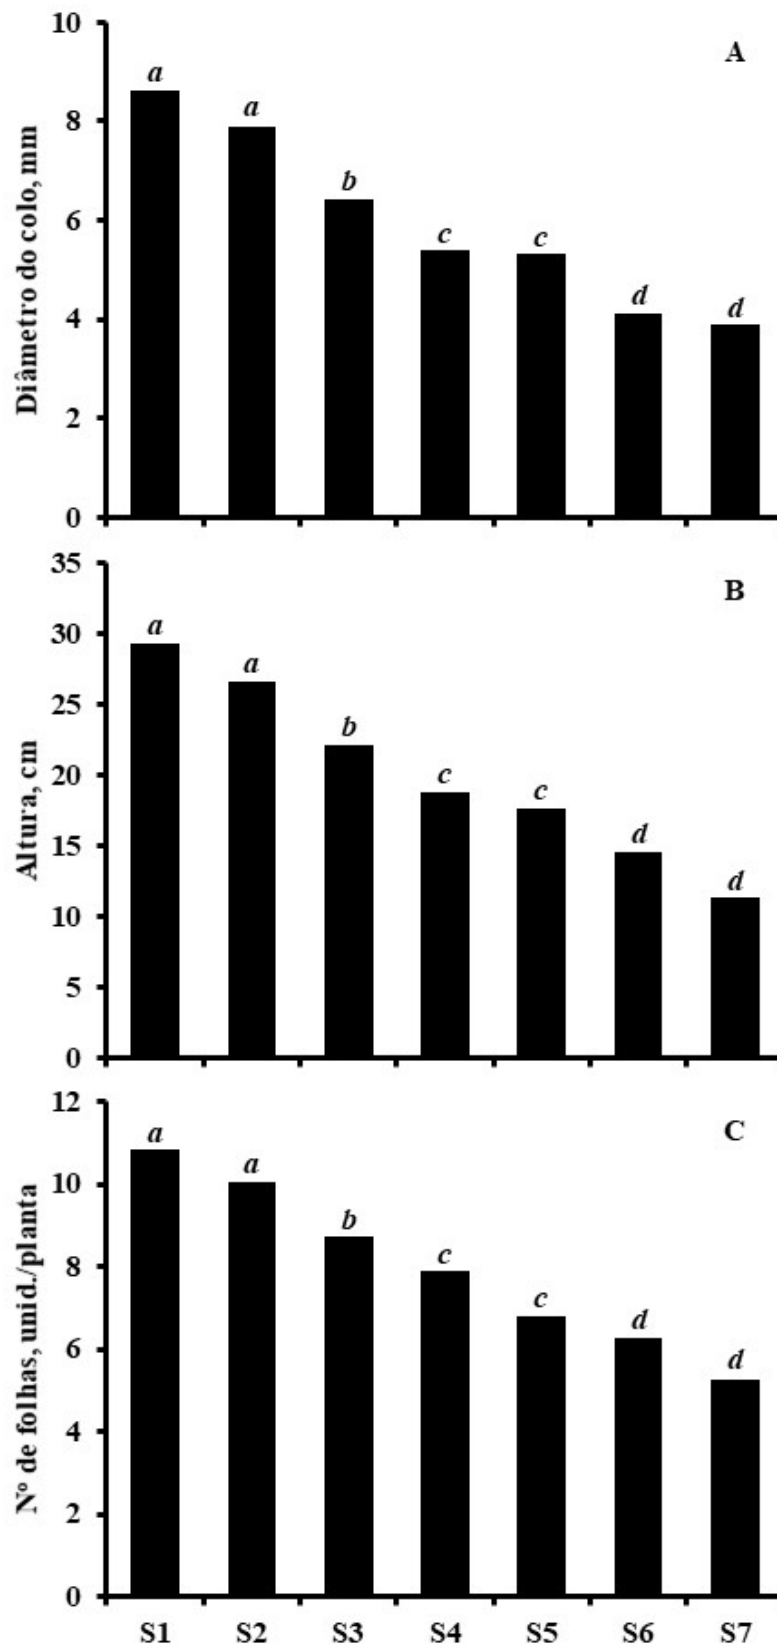 10
A
a
a
8
b
6
c
c
d
d
4
2
0
Diâmetro do colo, mm
35
B
30
a
a
25
b
20
c
c
15
d
d
10
5
0
Altura, cm
12
C
a
a
10
b
8
c
c
d
6
d
4
2
0
Nº de folhas, unid./planta
S1 S2 S3 S4 S5 S6 S7